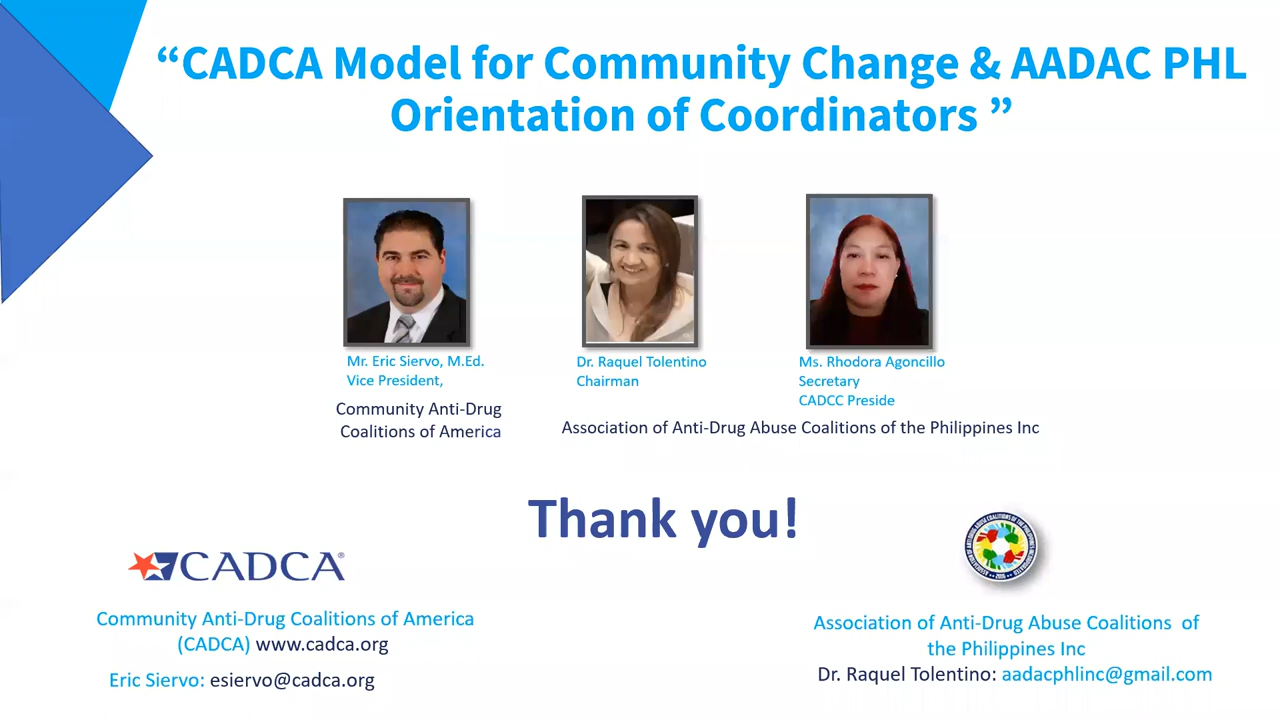 “CADCA Model for Community Change & AADAC PHL
Orientation of Coordinators ”
Mr. Eric Siervo, M.Ed.
Vice President,
Community Anti-Drug
Coalitions of America
Dr. Raquel Tolentino
Chairman
Ms. Rhodora Agoncillo
Secretary
CADCC Preside
Association of Anti-Drug Abuse Coalitions of the Philippines Inc
Thank you!
CADCA®
Community Anti-Drug Coalitions of America
(CADCA) www.cadca.org
Eric Siervo: esiervo@cadca.org
Association of Anti-Drug Abuse Coalitions of
the Philippines Inc
Dr. Raquel Tolentino: aadacphlinc@gmail.com